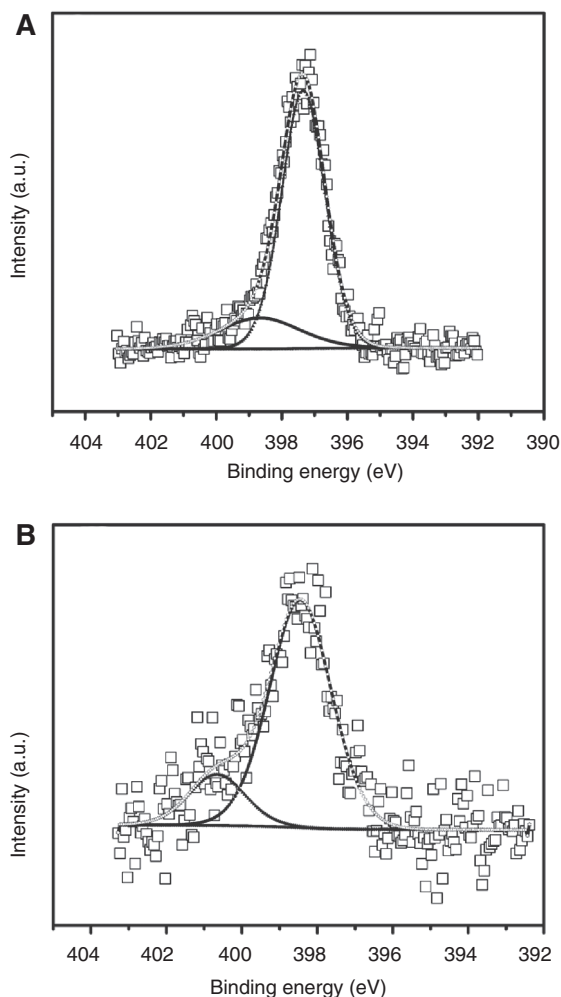 A
Intensity (a.u.)
404 402 400 398 396 394 392 390
Binding energy (eV)
B
Intensity (a.u.)
404 402 400 398 396 394 392
Binding energy (eV)